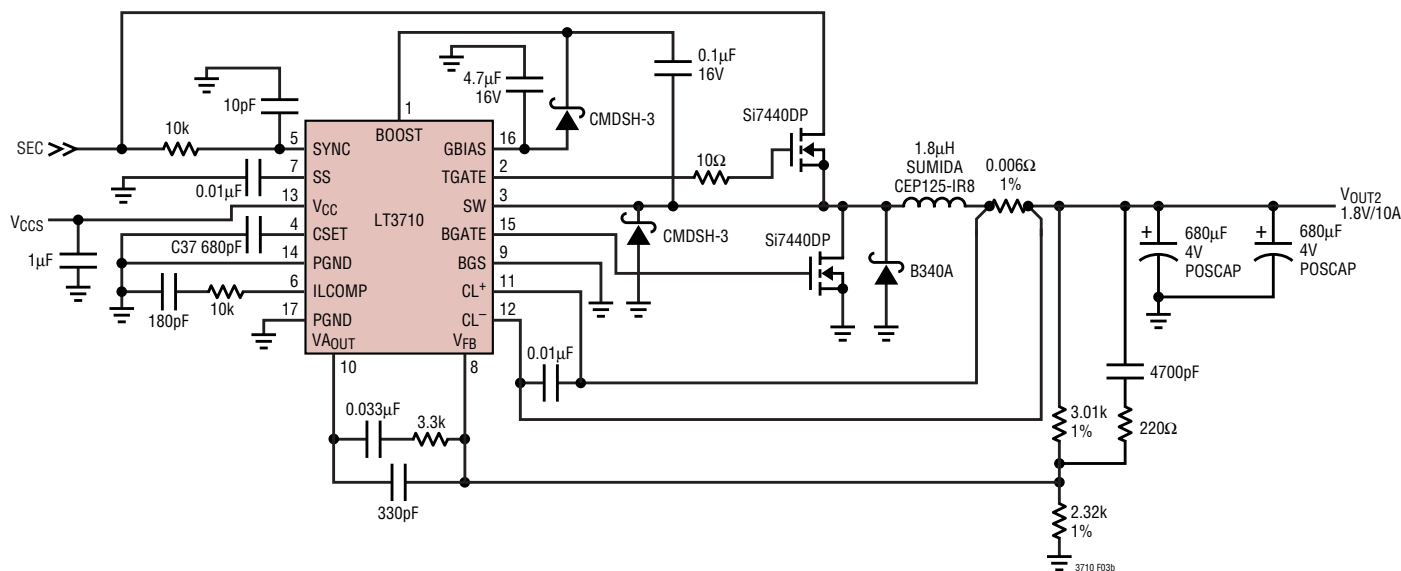 0.1µF
16V
4.7µF
16V
10pF
1
CMDSH-3
Si7440DP
BOOST
SEC
10k
5
SYNC
GBIAS
16
7
SS
TGATE
2
10Ω
1.8µH
SUMIDA
CEP125-IR8
0.006Ω
1%
0.01µF
13
VCC
LT3710
SW
3
VOUT2
1.8V/10A
VCCS
4
CSET
BGATE
15
CMDSH-3
Si7440DP
B340A
+
680µF
4V
POSCAP
+
680µF
4V
POSCAP
C37 680pF
1µF
14
PGND
BGS
9
6
ILCOMP
CL+
11
180pF
10k
17
PGND
CL−
12
VAOUT
VFB
10
8
0.01µF
4700pF
0.033µF
3.3k
3.01k
1%
220Ω
330pF
2.32k
1%
3710 F03b